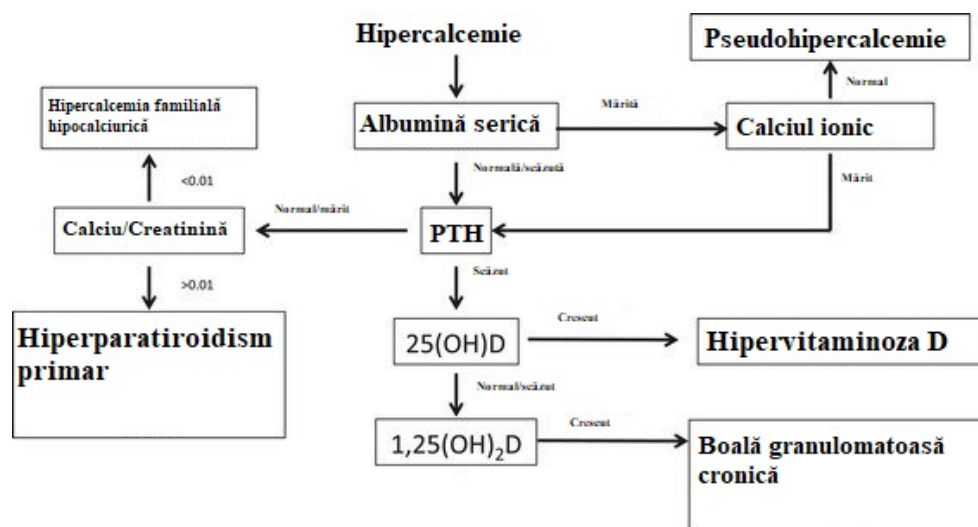 Hipercalcemie
Pseudohipercalcemie
Normal
Hipercalcemia familială
hipocalciurică
Albumină serică
Mărită
Calciul ionic
<0.01
Normală/scăzută
Mărit
Calciu/Creatinină
Normal/mărit
PTH
>0.01
Scăzut
Hiperparatiroidism
primar
25(OH)D
Crescut
Hipervitaminoza D
Normal/scăzut
1,25(OH)₂D
Crescut
Boală granulomatoasă
cronică